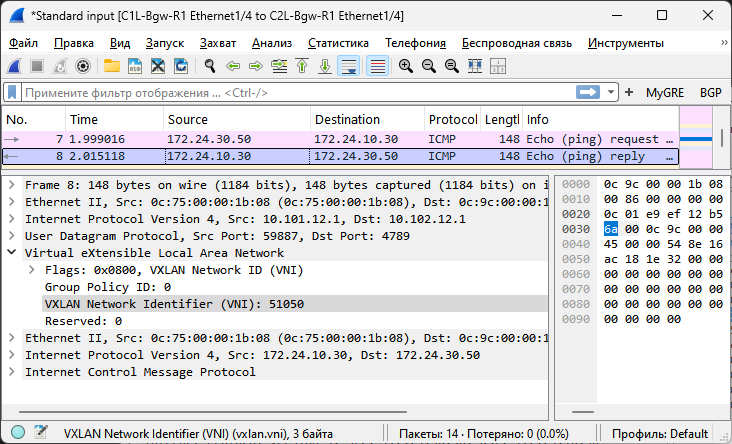 *Standard input [C1L-Bgw-R1 Ethernet1/4 to C2L-Bgw-R1 Ethernet1/4]
Файл Правка Вид Запуск Захват Анализ Статистика Телефония Беспроводная связь Инструменты »
Примените фильтр отображения ... <Ctrl-/> + MyGRE BGP
No. Time Source Destination Protocol Lengtl Info
7 1.999016 172.24.30.50 172.24.10.30 ICMP 148 Echo (ping) request …
8 2.015118 172.24.10.30 172.24.30.50 ICMP 148 Echo (ping) reply …
Frame 8: 148 bytes on wire (1184 bits), 148 bytes captured (1184 bits) on i
Ethernet II, Src: 0c:75:00:00:1b:08 (0c:75:00:00:1b:08), Dst: 0c:9c:00:00:1
Internet Protocol Version 4, Src: 10.101.12.1, Dst: 10.102.12.1
User Datagram Protocol, Src Port: 59887, Dst Port: 4789
Virtual eXtensible Local Area Network
Flags: 0x0800, VXLAN Network ID (VNI)
Group Policy ID: 0
VXLAN Network Identifier (VNI): 51050
Reserved: 0
Ethernet II, Src: 0c:75:00:00:1b:08 (0c:75:00:00:1b:08), Dst: 0c:9c:00:00:1
Internet Protocol Version 4, Src: 172.24.10.30, Dst: 172.24.30.50
Internet Control Message Protocol
0000 0c 9c 00 00 1b 08
0010 00 86 00 00 00 00
0020 0c 01 e9 ef 12 b5
0030 6a 00 0c 9c 00 00
0040 45 00 00 54 8e 16
0050 ac 18 1e 32 00 00
0060 00 00 00 00 00 00
0070 00 00 00 00 00 00
0080 00 00 00 00 00 00
0090 00 00 00 00
VXLAN Network Identifier (VNI) (vxlan.vni), 3 байта Пакеты: 14 · Потеряно: 0 (0.0%) Профиль: Default